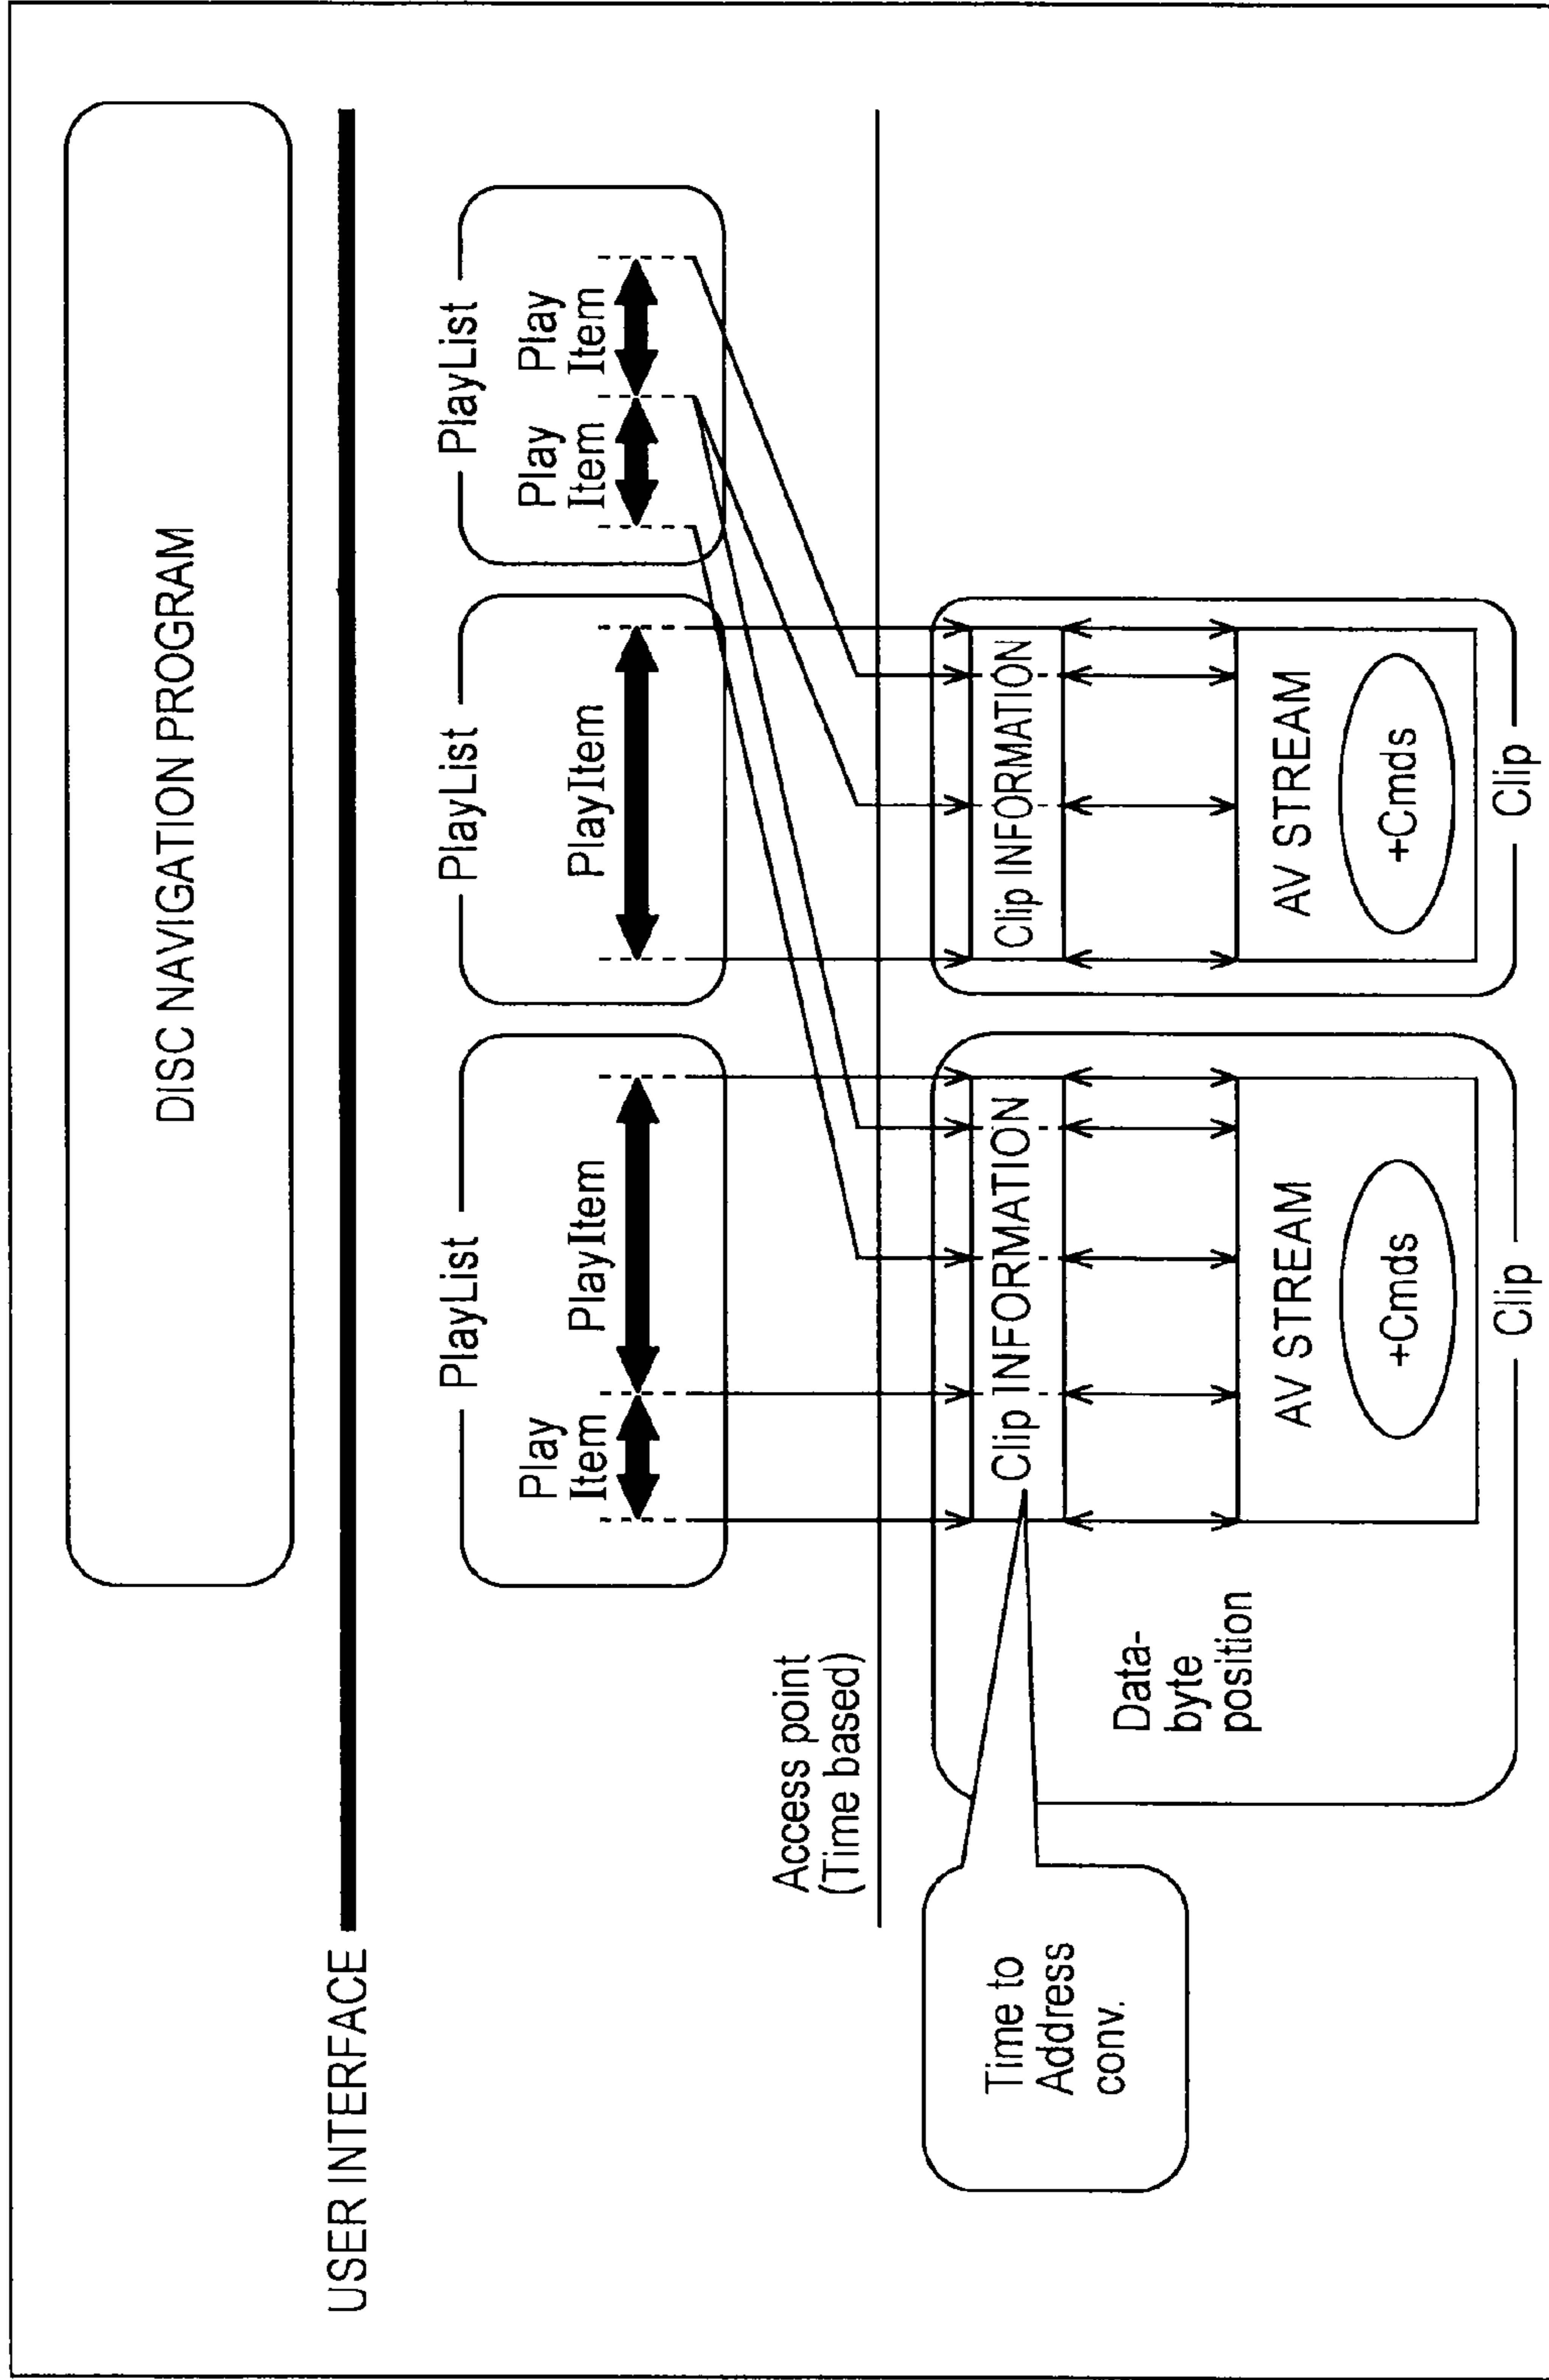 DISC NAVIGATION PROGRAM
USER INTERFACE
PlayList
Play
Item
PlayItem
PlayList
PlayItem
PlayList
Play
Item
Play
Item
Access point
(Time based)
Time to
Address
conv.
Clip INFORMATION
Data-
byte
position
AV STREAM
+Cmds
Clip
Clip INFORMATION
AV STREAM
+Cmds
Clip